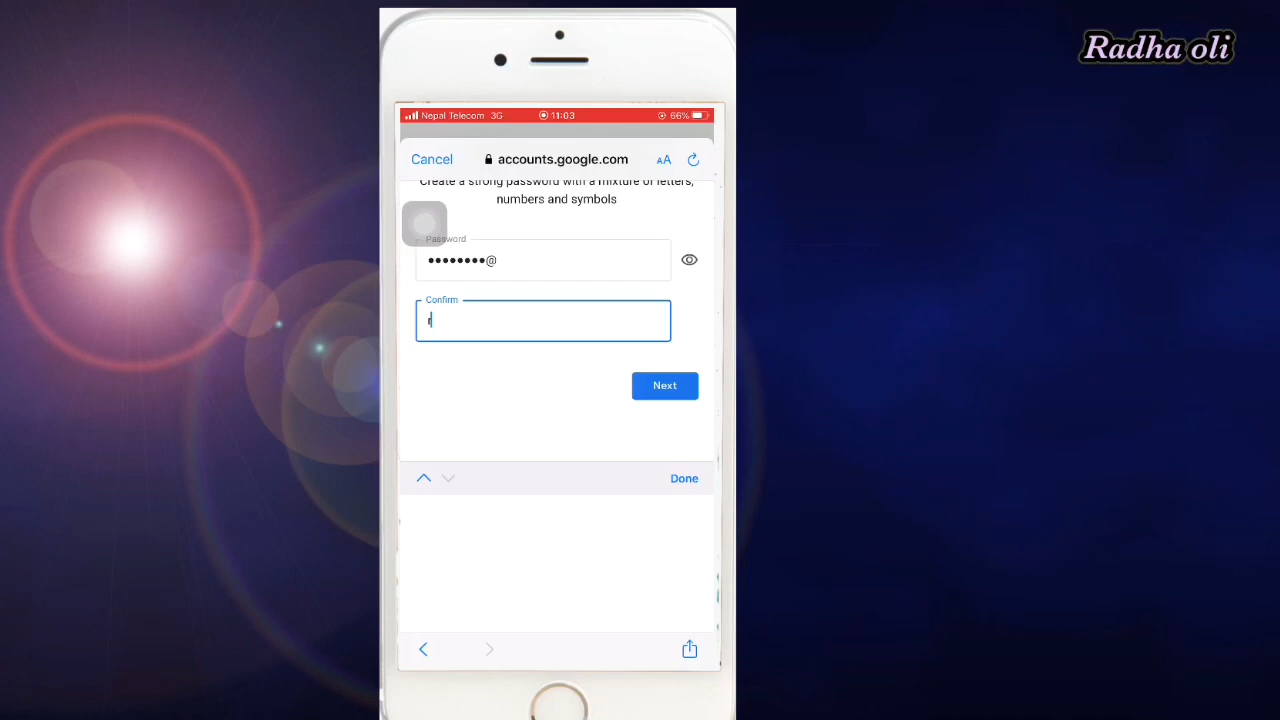 Radha oli
Nepal Telecom 3G 11:03 66%
Cancel accounts.google.com AA
Create a strong password with a mixture of letters,
numbers and symbols
Password
••••••••@
Confirm
r
Next
Done